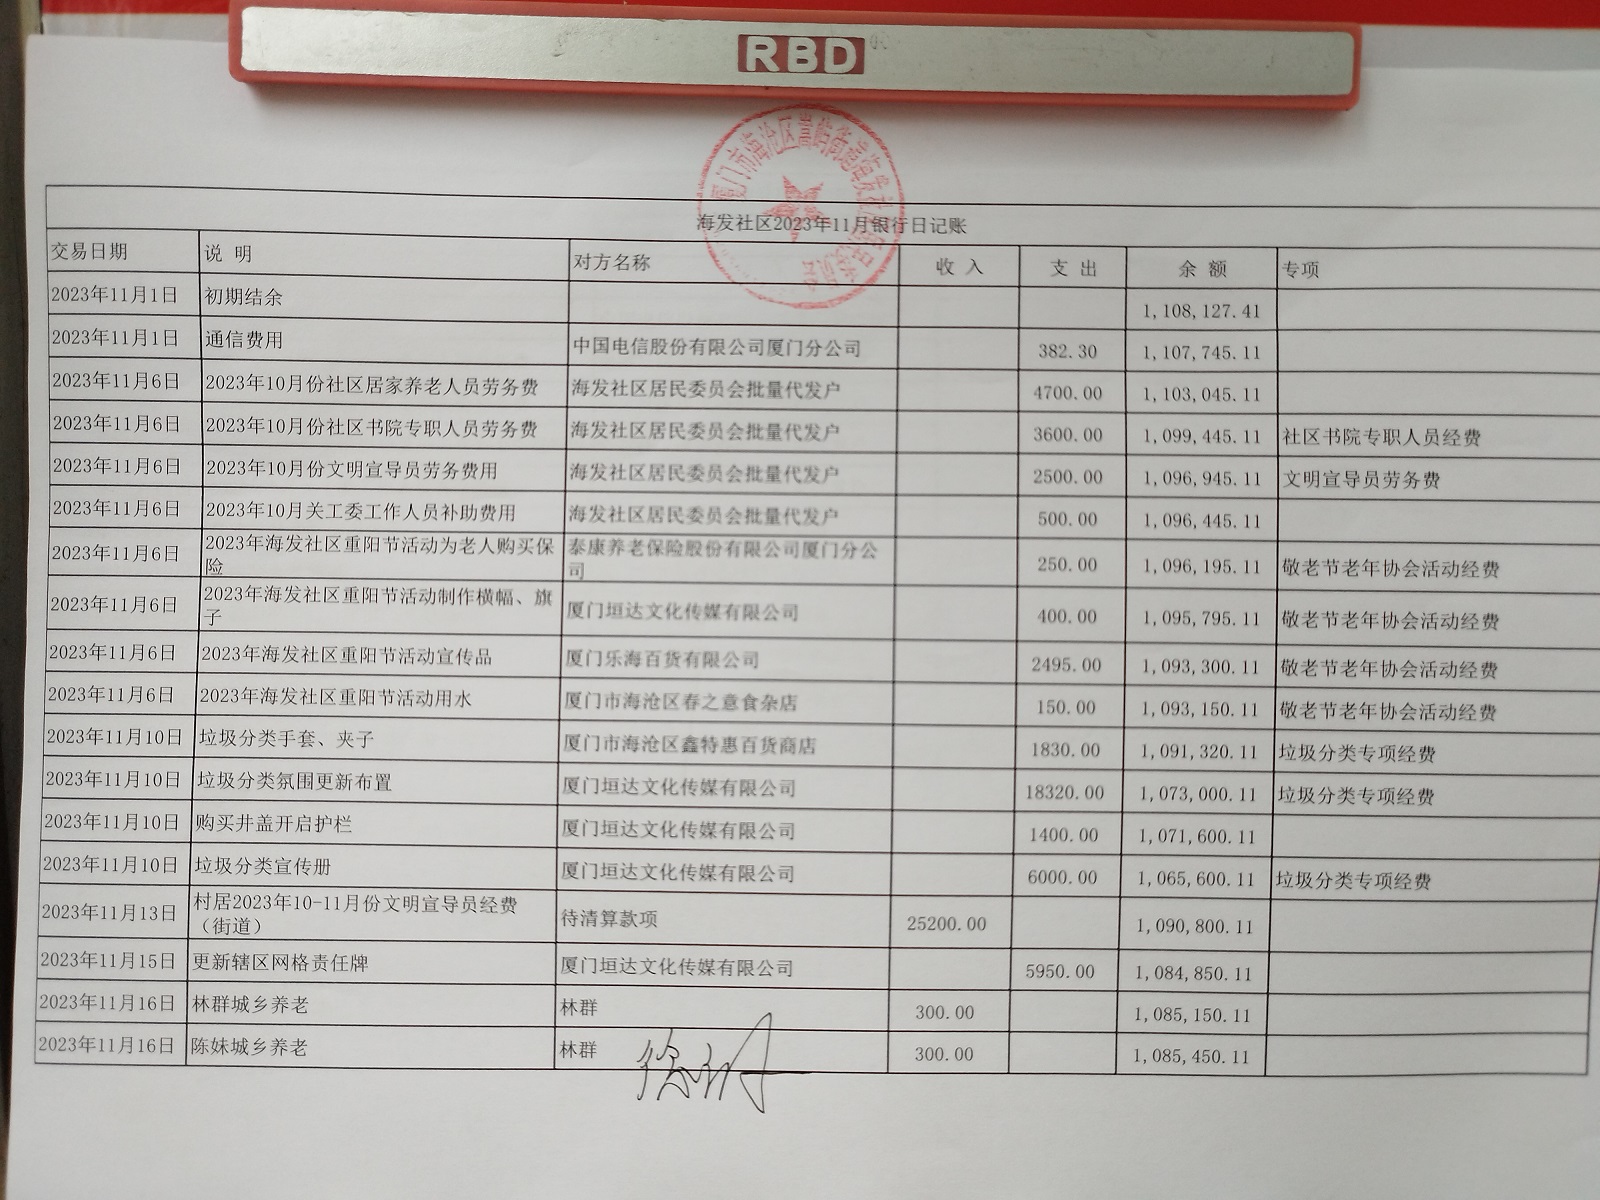 RBD
海发社区2023年11月银行日记账
交易日期 说 明 对方名称 收 入 支 出 余 额 专项
2023年11月1日 初期结余 1,108,127.41
2023年11月1日 通信费用 中国电信股份有限公司厦门分公司 382.30 1,107,745.11
2023年11月6日 2023年10月份社区居家养老人员劳务费 海发社区居民委员会批量代发户 4700.00 1,103,045.11
2023年11月6日 2023年10月份社区书院专职人员劳务费 海发社区居民委员会批量代发户 3600.00 1,099,445.11 社区书院专职人员经费
2023年11月6日 2023年10月份文明宣导员劳务费用 海发社区居民委员会批量代发户 2500.00 1,096,945.11 文明宣导员劳务费
2023年11月6日 2023年10月关工委工作人员补助费用 海发社区居民委员会批量代发户 500.00 1,096,445.11
2023年11月6日 2023年海发社区重阳节活动为老人购买保
险 泰康养老保险股份有限公司厦门分公
司 250.00 1,096,195.11 敬老节老年协会活动经费
2023年11月6日 2023年海发社区重阳节活动制作横幅、旗
子 厦门垣达文化传媒有限公司 400.00 1,095,795.11 敬老节老年协会活动经费
2023年11月6日 2023年海发社区重阳节活动宣传品 厦门乐海百货有限公司 2495.00 1,093,300.11 敬老节老年协会活动经费
2023年11月6日 2023年海发社区重阳节活动用水 厦门市海沧区春之意食杂店 150.00 1,093,150.11 敬老节老年协会活动经费
2023年11月10日 垃圾分类手套、夹子 厦门市海沧区鑫特惠百货商店 1830.00 1,091,320.11 垃圾分类专项经费
2023年11月10日 垃圾分类氛围更新布置 厦门垣达文化传媒有限公司 18320.00 1,073,000.11 垃圾分类专项经费
2023年11月10日 购买井盖开启护栏 厦门垣达文化传媒有限公司 1400.00 1,071,600.11
2023年11月10日 垃圾分类宣传册 厦门垣达文化传媒有限公司 6000.00 1,065,600.11 垃圾分类专项经费
2023年11月13日 村居2023年10-11月份文明宣导员经费
（街道） 待清算款项 25200.00 1,090,800.11
2023年11月15日 更新辖区网格责任牌 厦门垣达文化传媒有限公司 5950.00 1,084,850.11
2023年11月16日 林群城乡养老 林群 300.00 1,085,150.11
2023年11月16日 陈妹城乡养老 林群 300.00 1,085,450.11